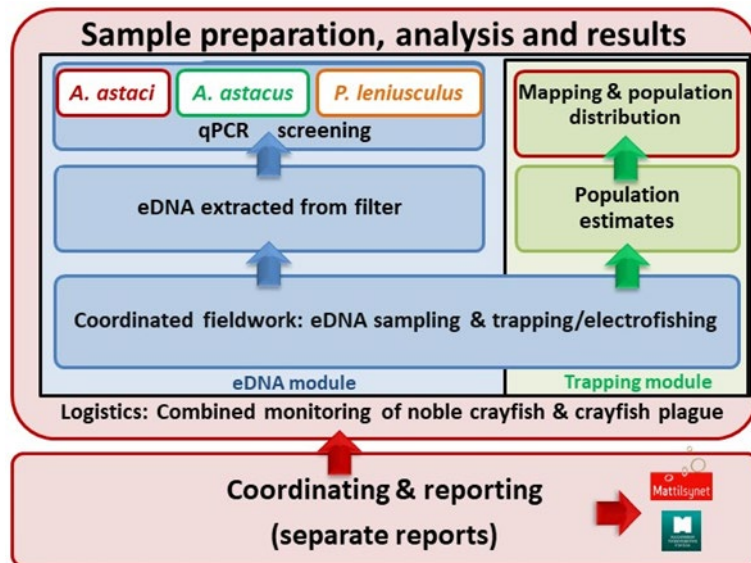 Sample preparation, analysis and results
A. astaci
A. astacus
P. leniusculus
qPCR screening
eDNA extracted from filter
Mapping & population
distribution
Population
estimates
Coordinated fieldwork: eDNA sampling & trapping/electrofishing
eDNA module
Trapping module
Logistics: Combined monitoring of noble crayfish & crayfish plague
Coordinating & reporting
(separate reports)
Mattilsynet